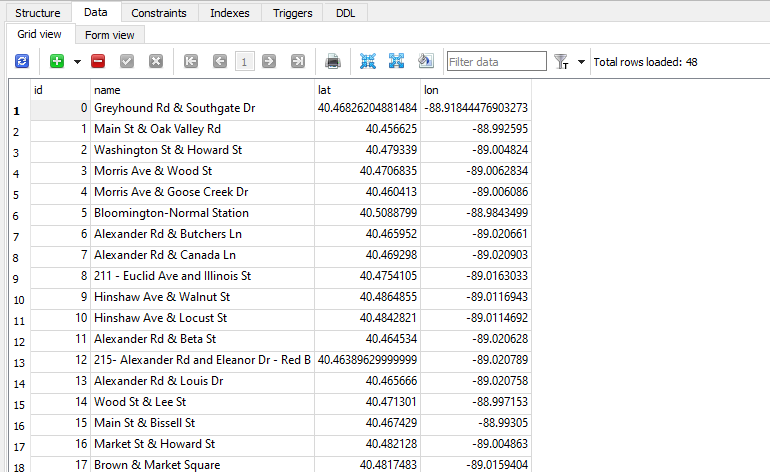 Structure Data Constraints Indexes Triggers DDL
Grid view Form view
1 Filter data T Total rows loaded: 48
id name lat lon
1 0 Greyhound Rd & Southgate Dr 40.46826204881484 -88.91844476903273
2 1 Main St & Oak Valley Rd 40.456625 -88.992595
3 2 Washington St & Howard St 40.479339 -89.004824
4 3 Morris Ave & Wood St 40.4706835 -89.0062834
5 4 Morris Ave & Goose Creek Dr 40.460413 -89.006086
6 5 Bloomington-Normal Station 40.5088799 -88.9843499
7 6 Alexander Rd & Butchers Ln 40.465952 -89.020661
8 7 Alexander Rd & Canada Ln 40.469298 -89.020903
9 8 211 - Euclid Ave and Illinois St 40.4754105 -89.0163033
10 9 Hinshaw Ave & Walnut St 40.4864855 -89.0116943
11 10 Hinshaw Ave & Locust St 40.4842821 -89.0114692
12 11 Alexander Rd & Beta St 40.464534 -89.020628
13 12 215- Alexander Rd and Eleanor Dr - Red B 40.46389629999999 -89.020789
14 13 Alexander Rd & Louis Dr 40.465666 -89.020758
15 14 Wood St & Lee St 40.471301 -88.997153
16 15 Main St & Bissell St 40.467429 -88.99305
17 16 Market St & Howard St 40.482128 -89.004863
18 17 Brown & Market Square 40.4817483 -89.0159404